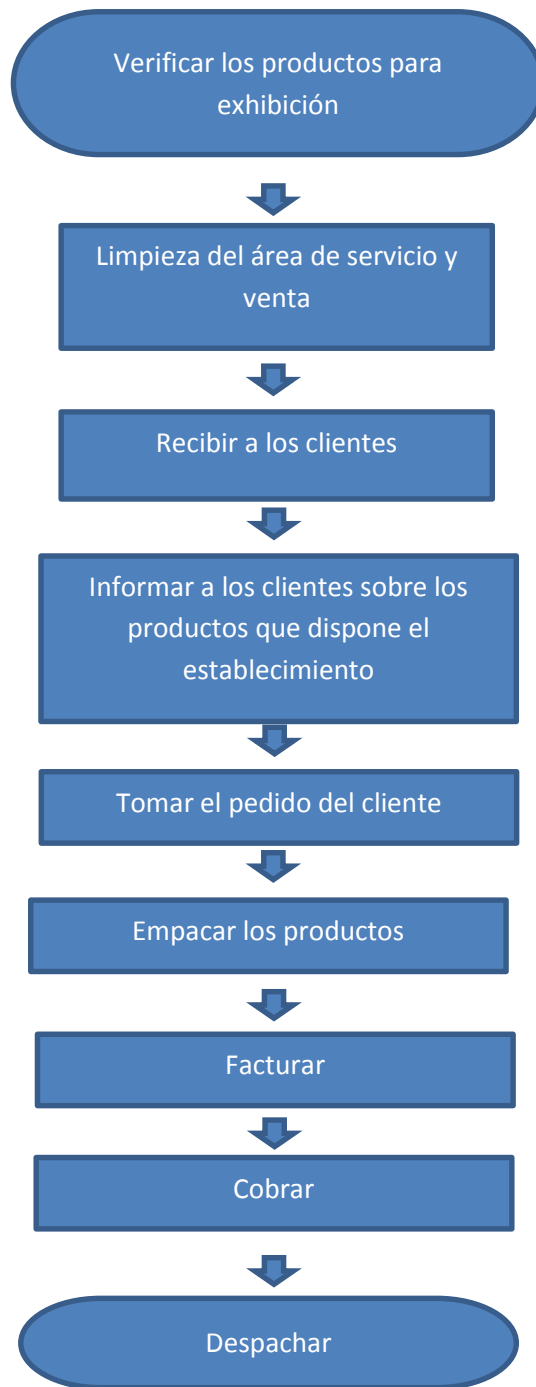 Verificar los productos para
exhibición
Limpieza del área de servicio y
venta
Recibir a los clientes
Informar a los clientes sobre los
productos que dispone el
establecimiento
Tomar el pedido del cliente
Empacar los productos
Facturar
Cobrar
Despachar